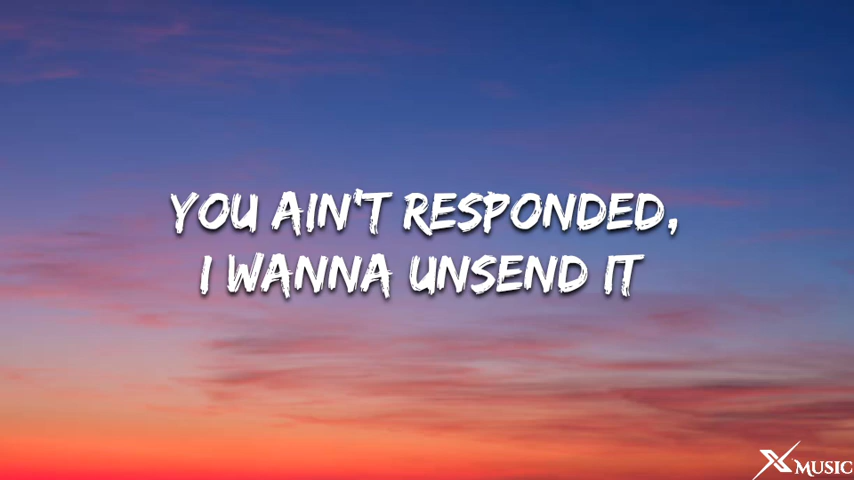 YOU AIN'T RESPONDED,
I WANNA UNSEND IT
X MUSIC